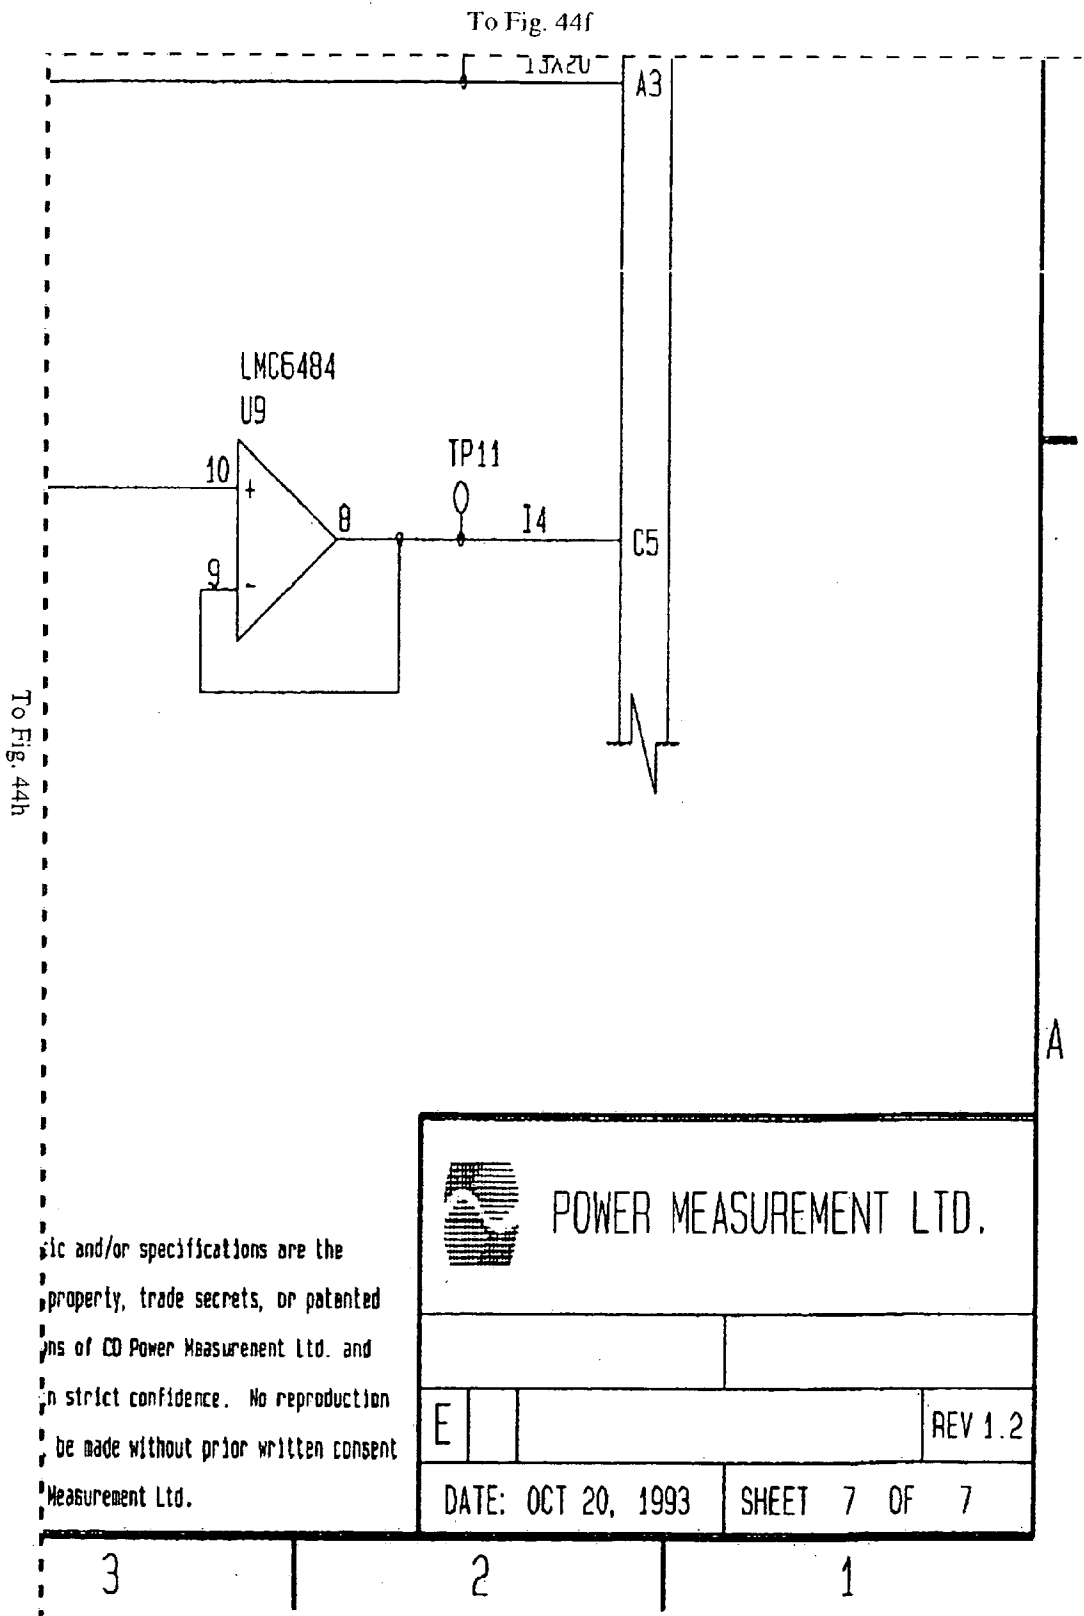 To Fig. 44f
A3
LMC6484
U9
10
+
8
TP11
I4
C5
9
-
To Fig. 44h
A
POWER MEASUREMENT LTD.
ic and/or specifications are the
property, trade secrets, or patented
ns of CD Power Measurement Ltd. and
n strict confidence. No reproduction
be made without prior written consent
Measurement Ltd.
E
REV 1.2
DATE: OCT 20, 1993
SHEET 7 OF 7
3
2
1